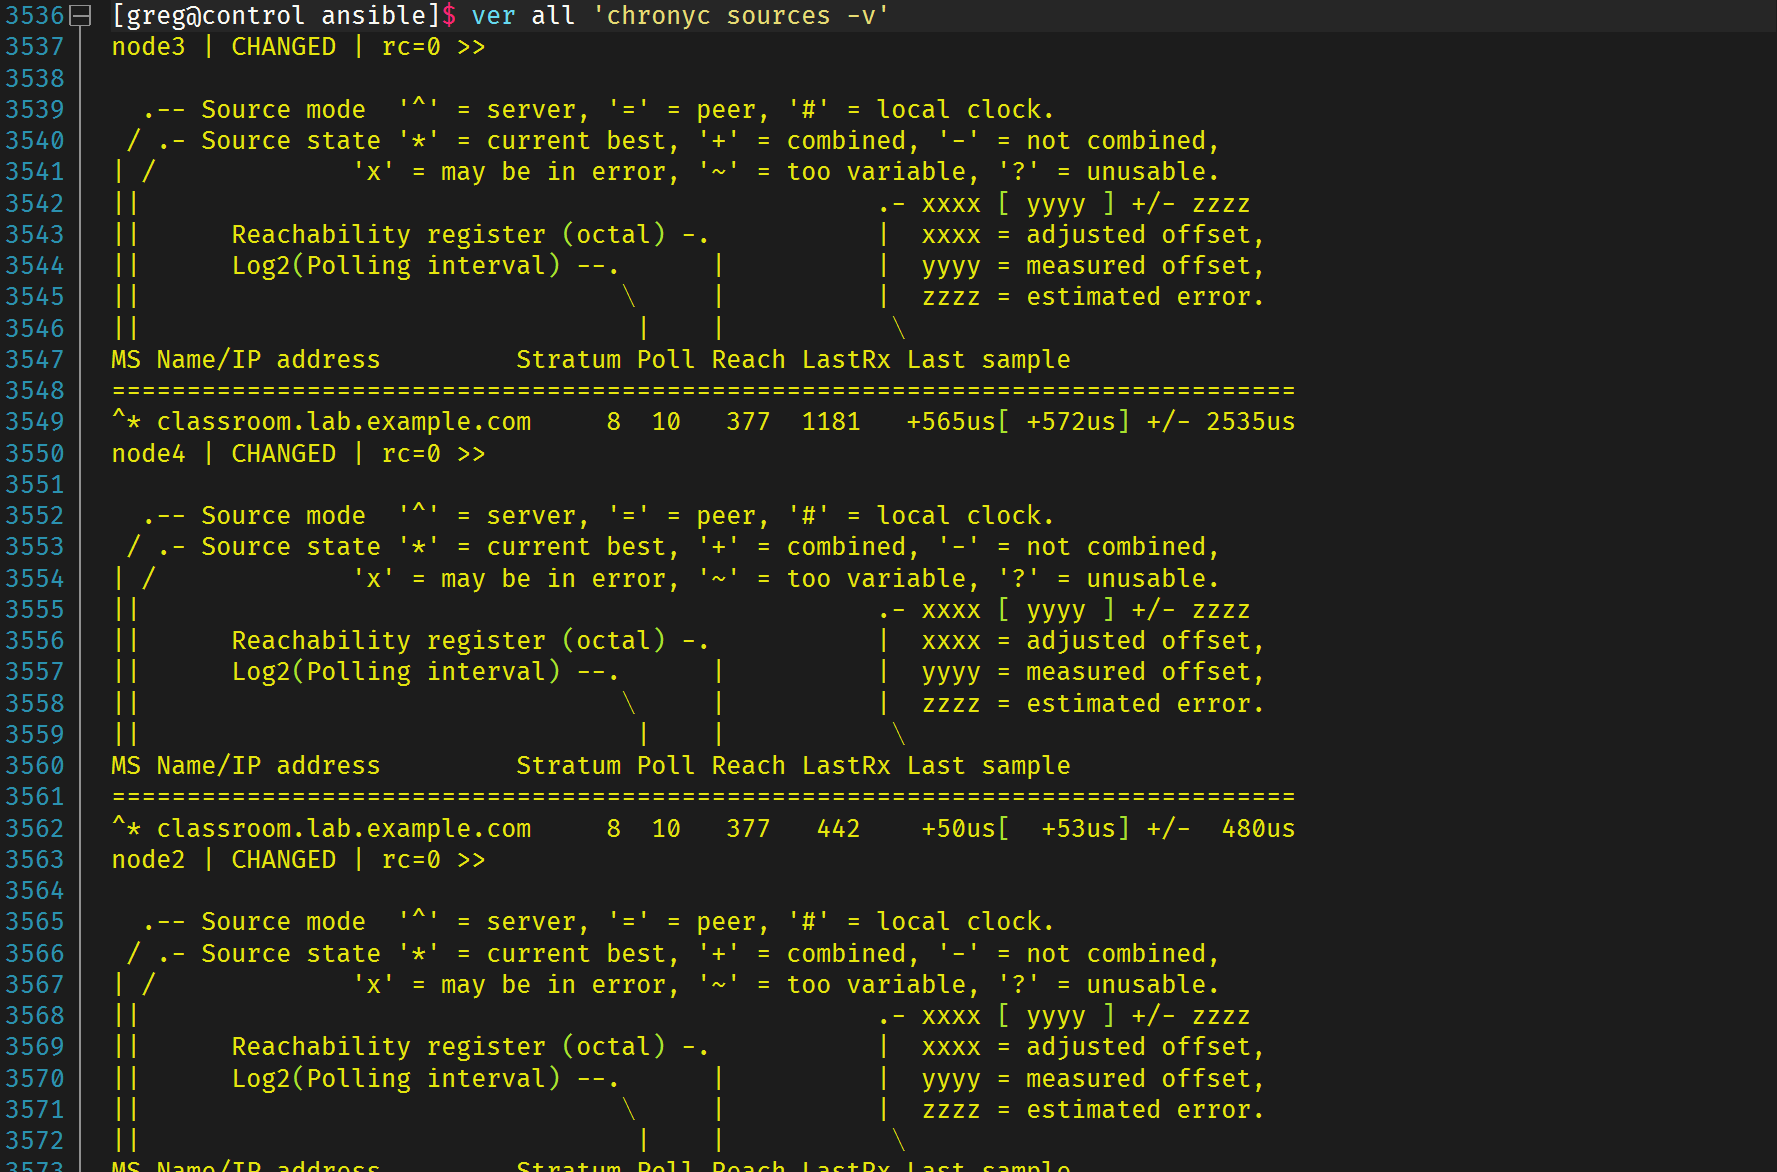 3536 [greg@control ansible]$ ver all 'chronyc sources -v'
3537 node3 | CHANGED | rc=0 >>
3538
3539   .-- Source mode  '^' = server, '=' = peer, '#' = local clock.
3540  / .- Source state '*' = current best, '+' = combined, '-' = not combined,
3541 | /             'x' = may be in error, '~' = too variable, '?' = unusable.
3542 ||                                                 .- xxxx [ yyyy ] +/- zzzz
3543 ||      Reachability register (octal) -.           |  xxxx = adjusted offset,
3544 ||      Log2(Polling interval) --.      |          |  yyyy = measured offset,
3545 ||                                \     |          |  zzzz = estimated error.
3546 ||                                 |    |           \
3547 MS Name/IP address         Stratum Poll Reach LastRx Last sample
3548 ===============================================================================
3549 ^* classroom.lab.example.com     8  10   377  1181   +565us[ +572us] +/- 2535us
3550 node4 | CHANGED | rc=0 >>
3551
3552   .-- Source mode  '^' = server, '=' = peer, '#' = local clock.
3553  / .- Source state '*' = current best, '+' = combined, '-' = not combined,
3554 | /             'x' = may be in error, '~' = too variable, '?' = unusable.
3555 ||                                                 .- xxxx [ yyyy ] +/- zzzz
3556 ||      Reachability register (octal) -.           |  xxxx = adjusted offset,
3557 ||      Log2(Polling interval) --.      |          |  yyyy = measured offset,
3558 ||                                \     |          |  zzzz = estimated error.
3559 ||                                 |    |           \
3560 MS Name/IP address         Stratum Poll Reach LastRx Last sample
3561 ===============================================================================
3562 ^* classroom.lab.example.com     8  10   377   442    +50us[  +53us] +/-  480us
3563 node2 | CHANGED | rc=0 >>
3564
3565   .-- Source mode  '^' = server, '=' = peer, '#' = local clock.
3566  / .- Source state '*' = current best, '+' = combined, '-' = not combined,
3567 | /             'x' = may be in error, '~' = too variable, '?' = unusable.
3568 ||                                                 .- xxxx [ yyyy ] +/- zzzz
3569 ||      Reachability register (octal) -.           |  xxxx = adjusted offset,
3570 ||      Log2(Polling interval) --.      |          |  yyyy = measured offset,
3571 ||                                \     |          |  zzzz = estimated error.
3572 ||                                 |    |           \
3573 MS Name/IP address         Stratum Poll Reach LastRx Last sample